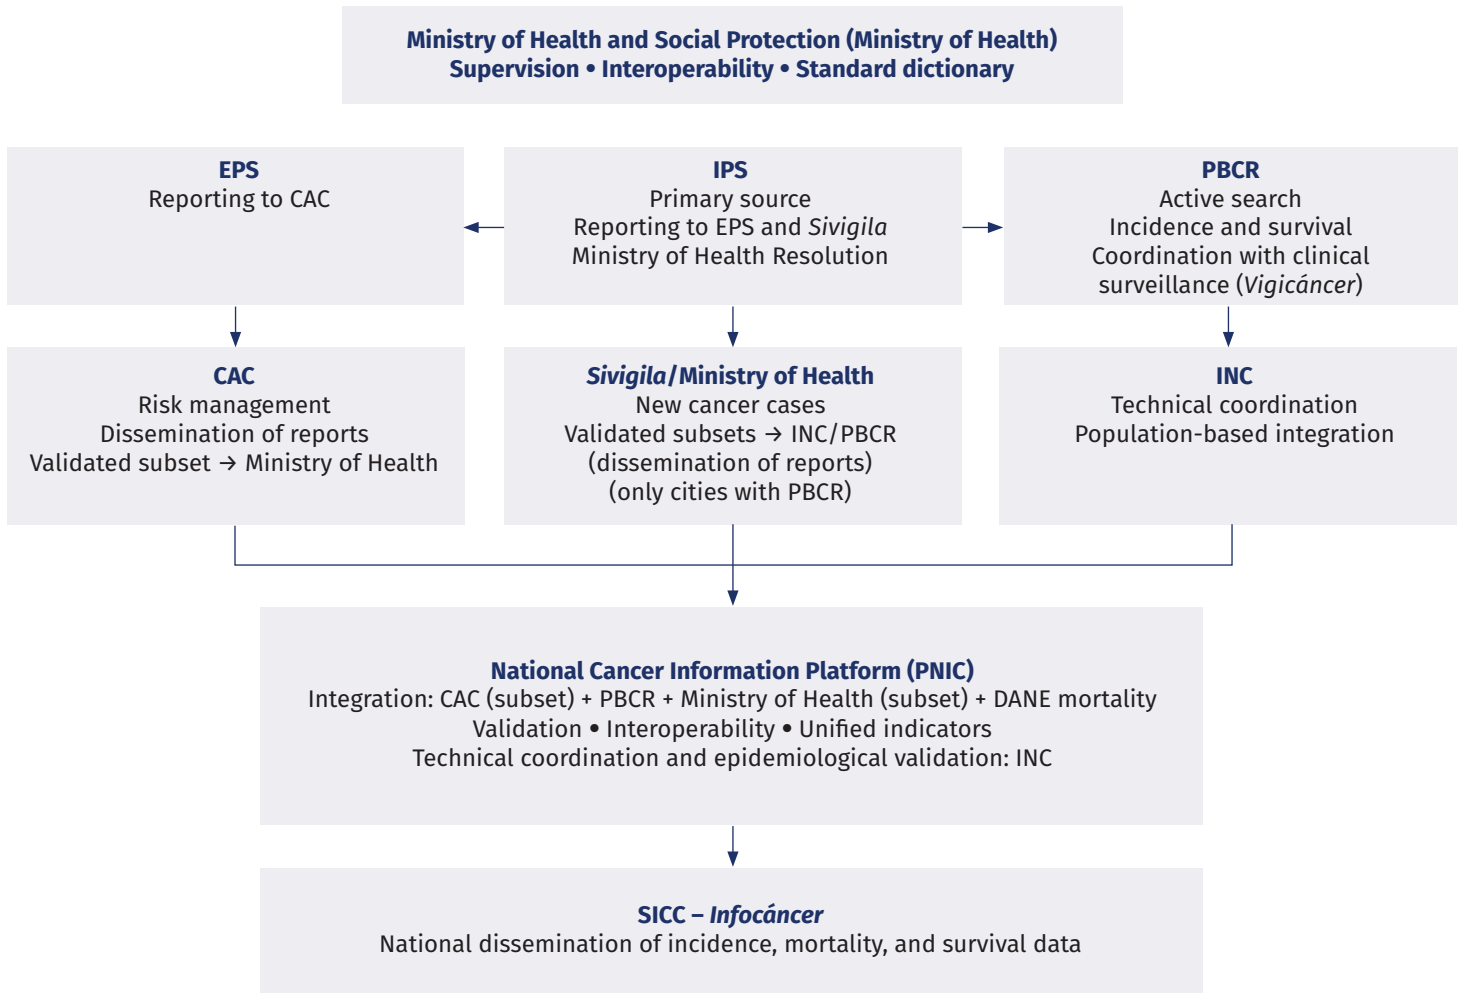 Ministry of Health and Social Protection (Ministry of Health)
Supervision • Interoperability • Standard dictionary
EPS
Reporting to CAC
IPS
Primary source
Reporting to EPS and Sivigila
Ministry of Health Resolution
PBCR
Active search
Incidence and survival
Coordination with clinical
surveillance (Vigicáncer)
CAC
Risk management
Dissemination of reports
Validated subset → Ministry of Health
Sivigila/Ministry of Health
New cancer cases
Validated subsets → INC/PBCR
(dissemination of reports)
(only cities with PBCR)
INC
Technical coordination
Population-based integration
National Cancer Information Platform (PNIC)
Integration: CAC (subset) + PBCR + Ministry of Health (subset) + DANE mortality
Validation • Interoperability • Unified indicators
Technical coordination and epidemiological validation: INC
SICC – Infocáncer
National dissemination of incidence, mortality, and survival data